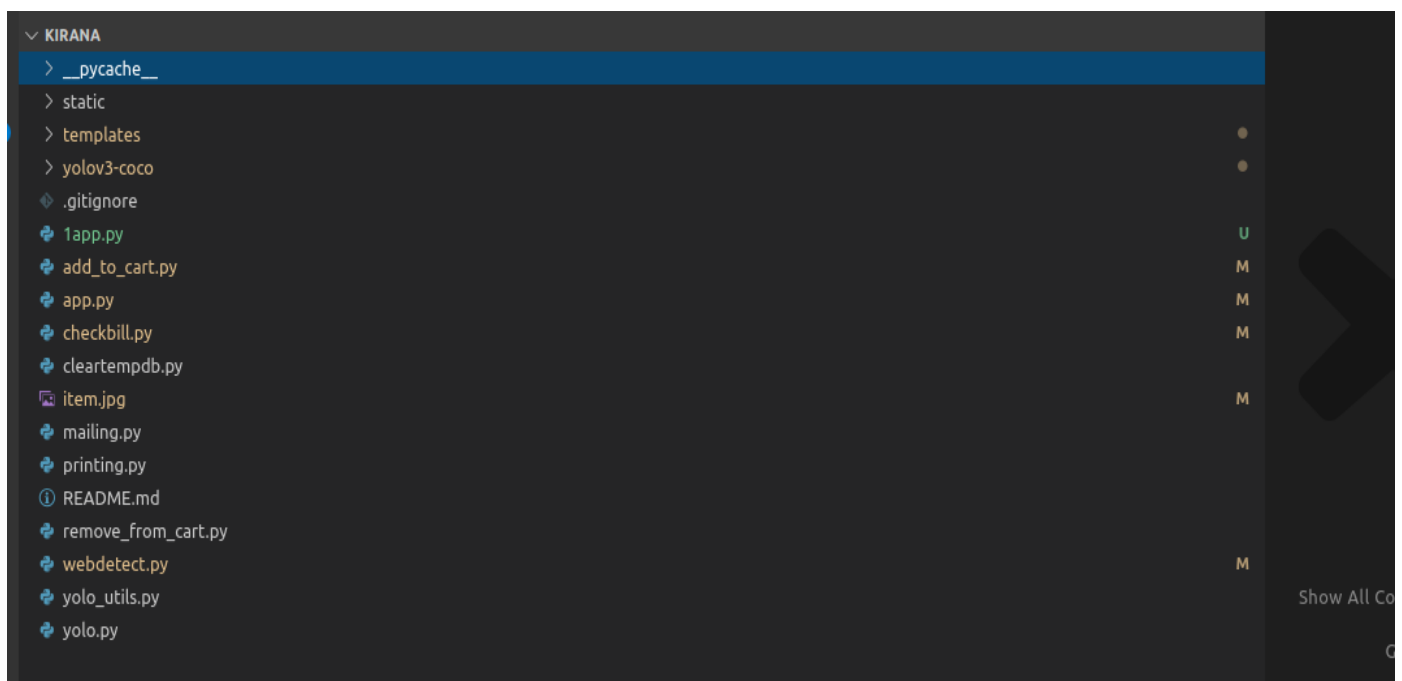 KIRANA
__pycache__
static
templates
yolov3-coco
.gitignore
1app.py U
add_to_cart.py M
app.py M
checkbill.py M
cleartempdb.py
item.jpg M
mailing.py
printing.py
README.md
remove_from_cart.py
webdetect.py M
yolo_utils.py
Show All Co
yolo.py
G